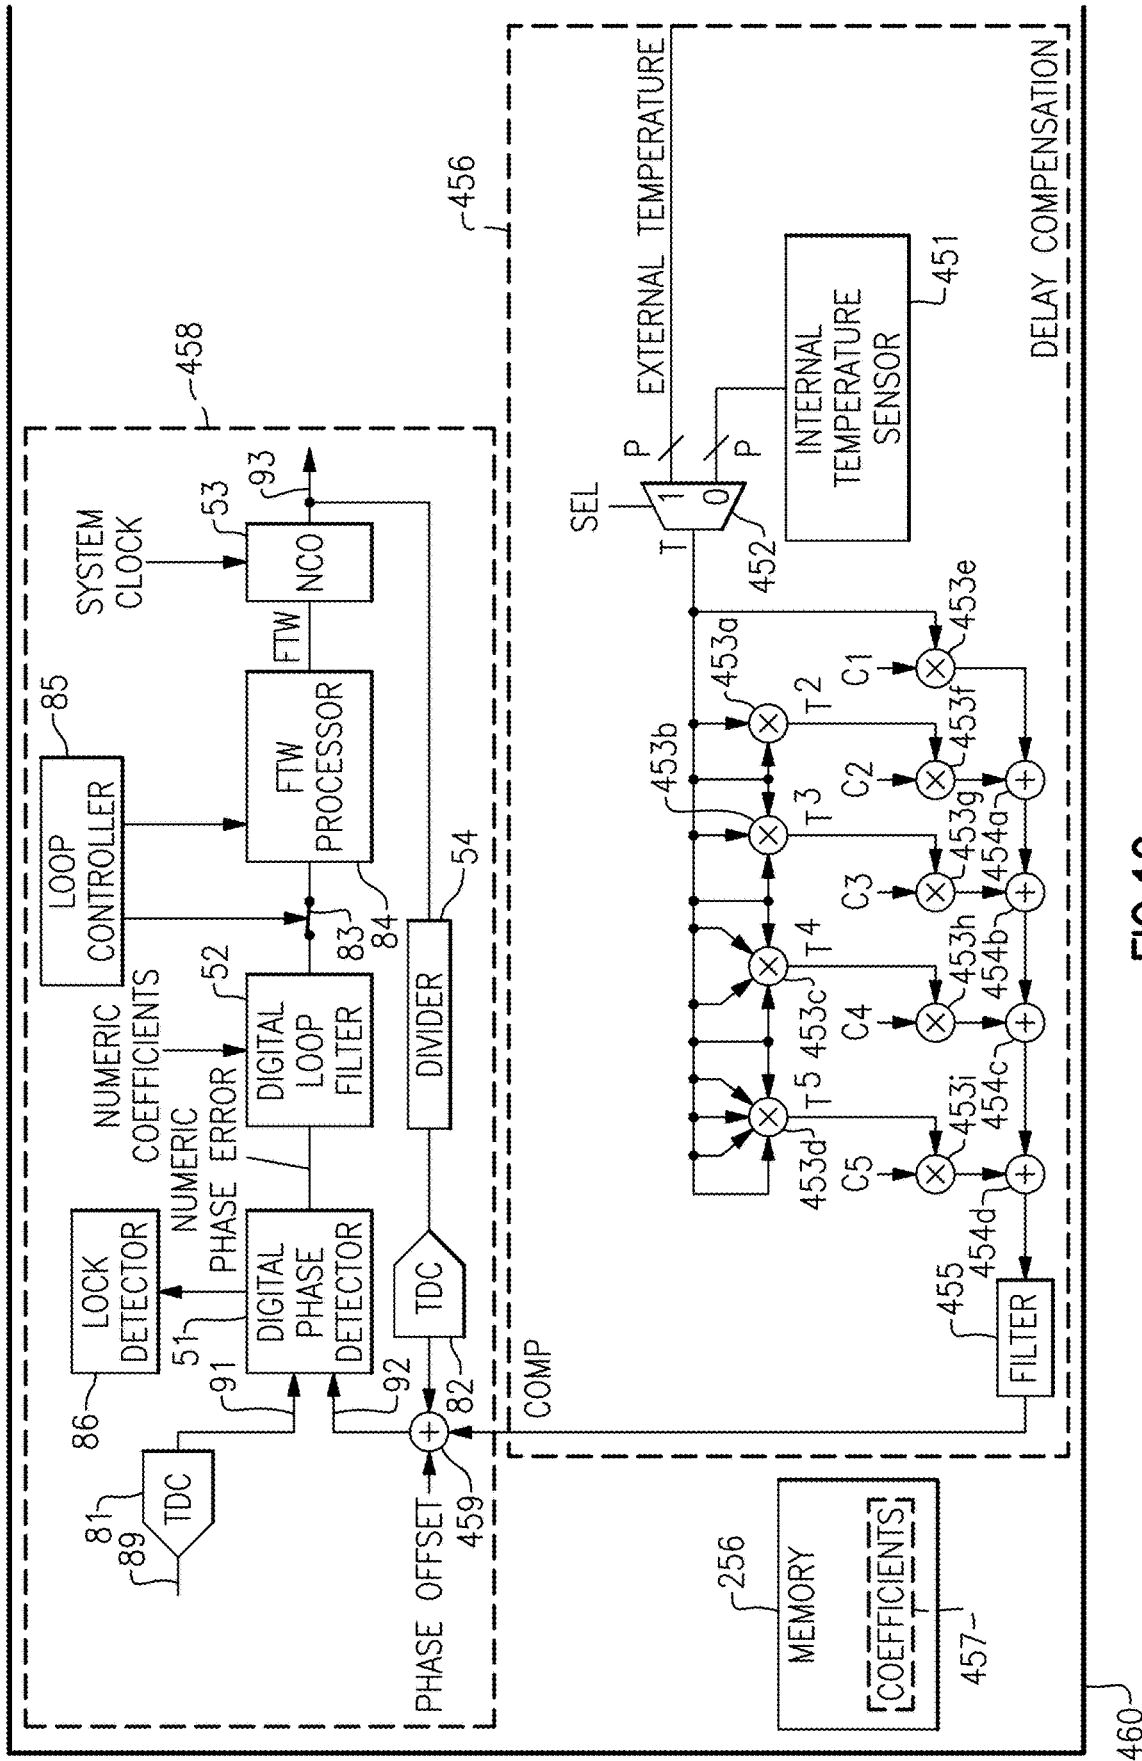 458
LOOP
CONTROLLER
85
SYSTEM
CLOCK
LOCK
DETECTOR
86
NUMERIC
COEFFICIENTS
NUMERIC
PHASE ERROR
TDC
81
89
91
DIGITAL
PHASE
DETECTOR
51
DIGITAL
LOOP
FILTER
52
83
FTW
PROCESSOR
84
FTW
NCO
53
93
92
PHASE OFFSET
459
TDC
82
DIVIDER
54
456
COMP
EXTERNAL TEMPERATURE
SEL
P
P
1
0
T
452
INTERNAL
TEMPERATURE
SENSOR
451
453a
453b
453c
453d
T2
T3
T4
T5
C1
C2
C3
C4
C5
453e
453f
453g
453h
453i
454a
454b
454c
454d
FILTER
455
DELAY COMPENSATION
MEMORY
256
COEFFICIENTS
457
460